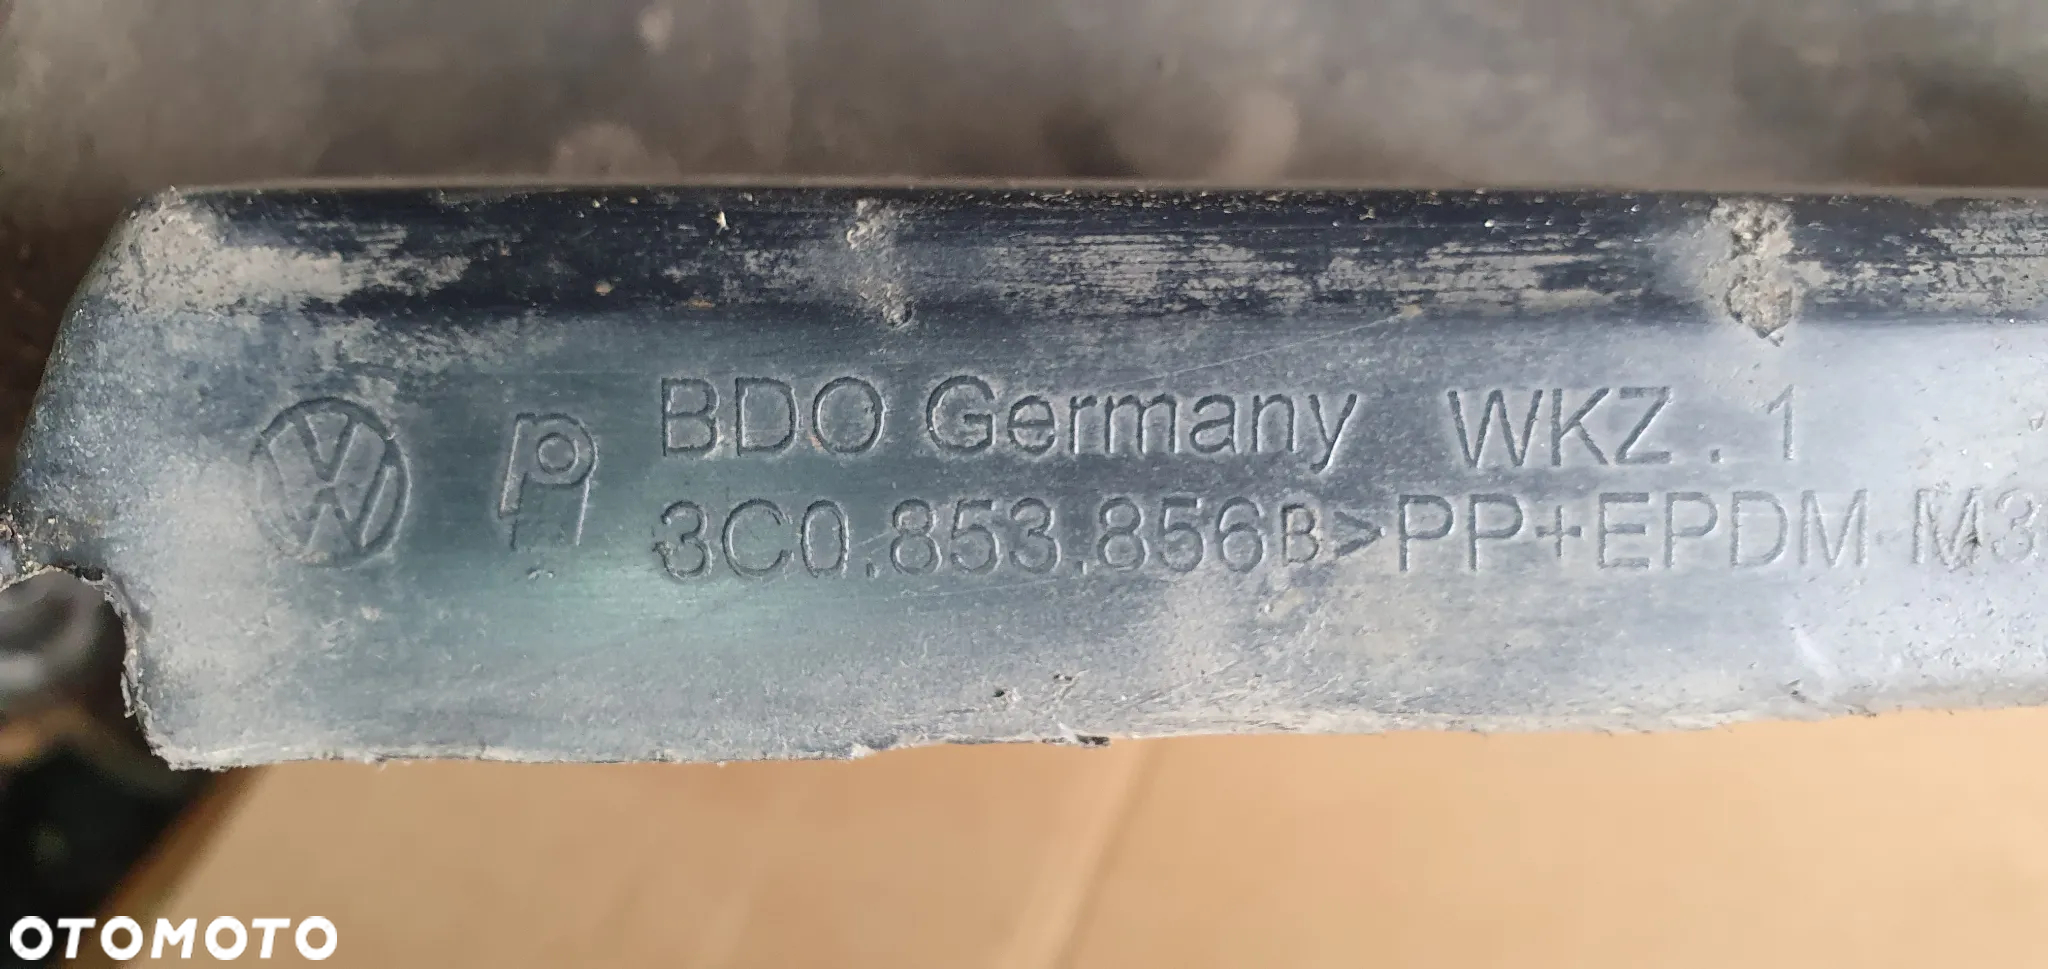 BDO Germany WKZ. 1
3C0.853.856B>PP+EPDM-M3
OTOMOTO